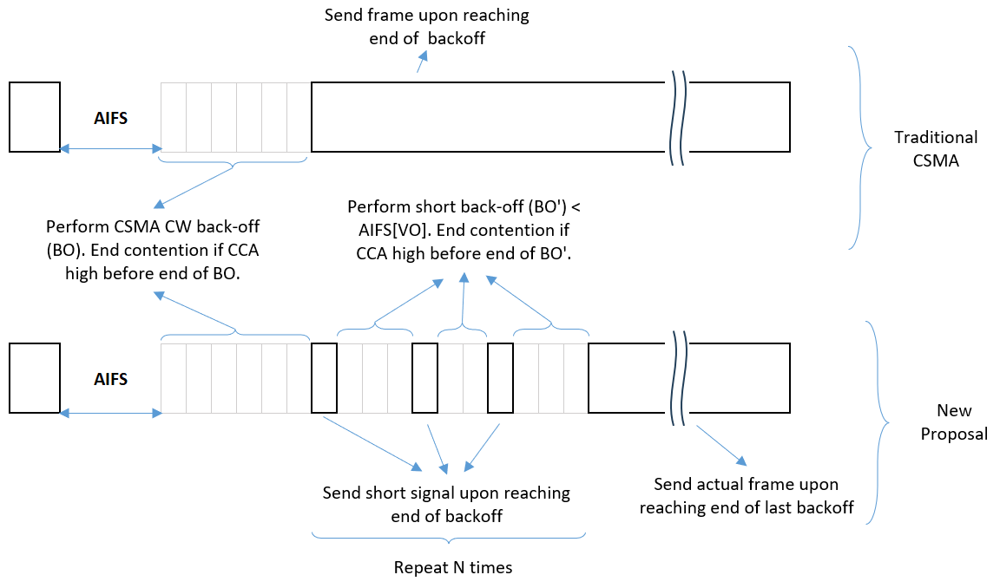 Send frame upon reaching
end of  backoff
AIFS
Traditional
CSMA
Perform CSMA CW back-off
(BO). End contention if CCA
high before end of BO.
Perform short back-off (BO') <
AIFS[VO]. End contention if
CCA high before end of BO'.
AIFS
New
Proposal
Send short signal upon reaching
end of backoff
Send actual frame upon
reaching end of last backoff
Repeat N times